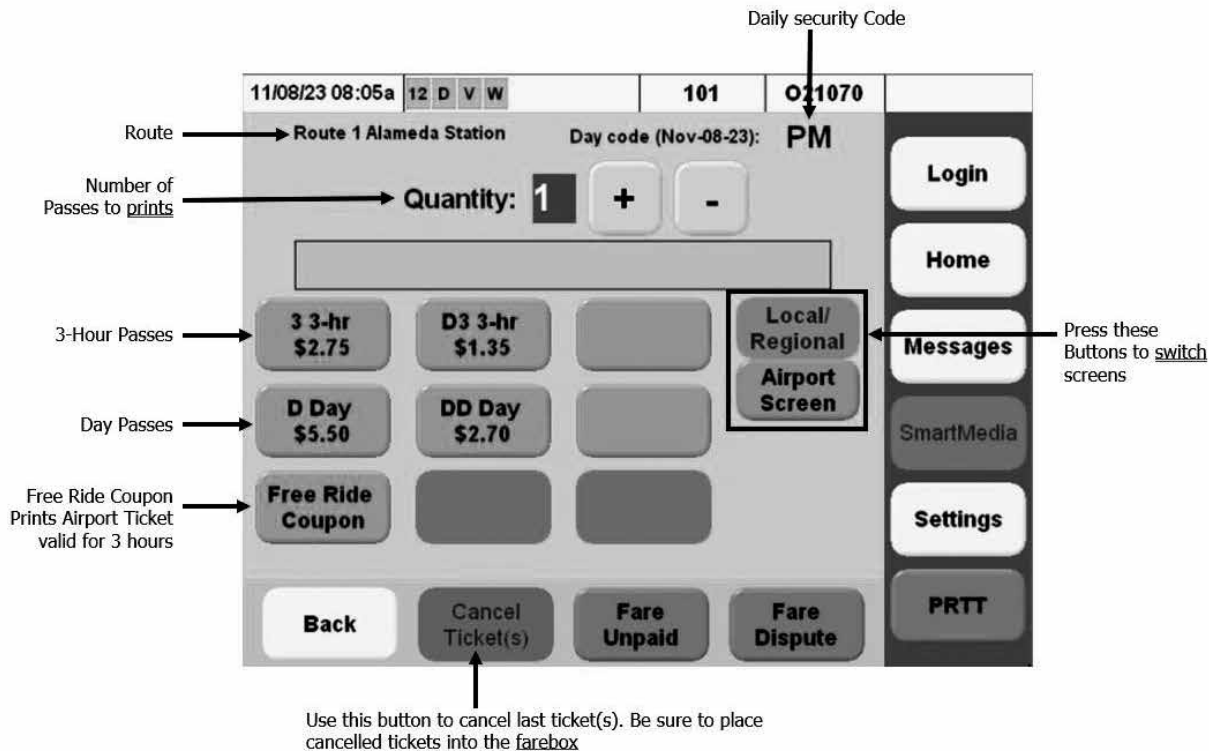 Daily security Code
11/08/23 08:05a 12 D V W 101 O21070
Route
Route 1 Alameda Station Day code (Nov-08-23): PM
Login
Number of
Passes to prints
Quantity: 1 + -
Home
3-Hour Passes
3 3-hr
$2.75
D3 3-hr
$1.35
Local/
Regional
Messages
Press these
Buttons to switch
screens
Airport
Screen
Day Passes
D Day
$5.50
DD Day
$2.70
SmartMedia
Free Ride Coupon
Prints Airport Ticket
valid for 3 hours
Free Ride
Coupon
Settings
Back
Cancel
Ticket(s)
Fare
Unpaid
Fare
Dispute
PRTT
Use this button to cancel last ticket(s). Be sure to place
cancelled tickets into the farebox